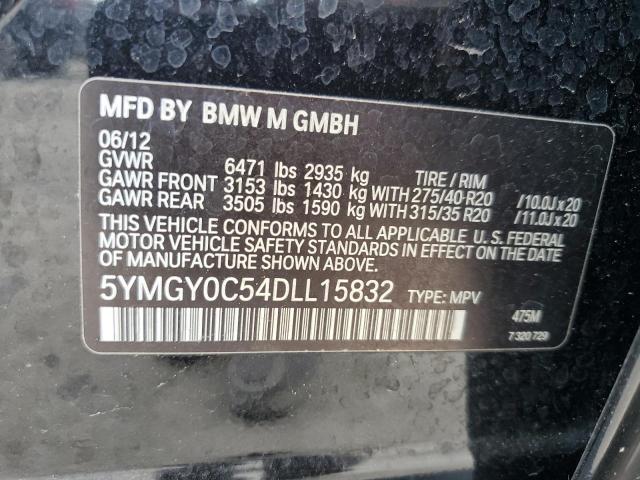 MFD BY BMW M GMBH
06/12
GVWR 6471 lbs 2935 kg TIRE / RIM
GAWR FRONT 3153 lbs 1430 kg WITH 275/40 R20 /10.0J x 20
GAWR REAR 3505 lbs 1590 kg WITH 315/35 R20 /11.0J x 20
THIS VEHICLE CONFORMS TO ALL APPLICABLE U. S. FEDERAL
MOTOR VEHICLE SAFETY STANDARDS IN EFFECT ON THE DATE
OF MANUFACTURE SHOWN ABOVE.
5YMGY0C54DLL15832 TYPE: MPV
475M
7 320 729